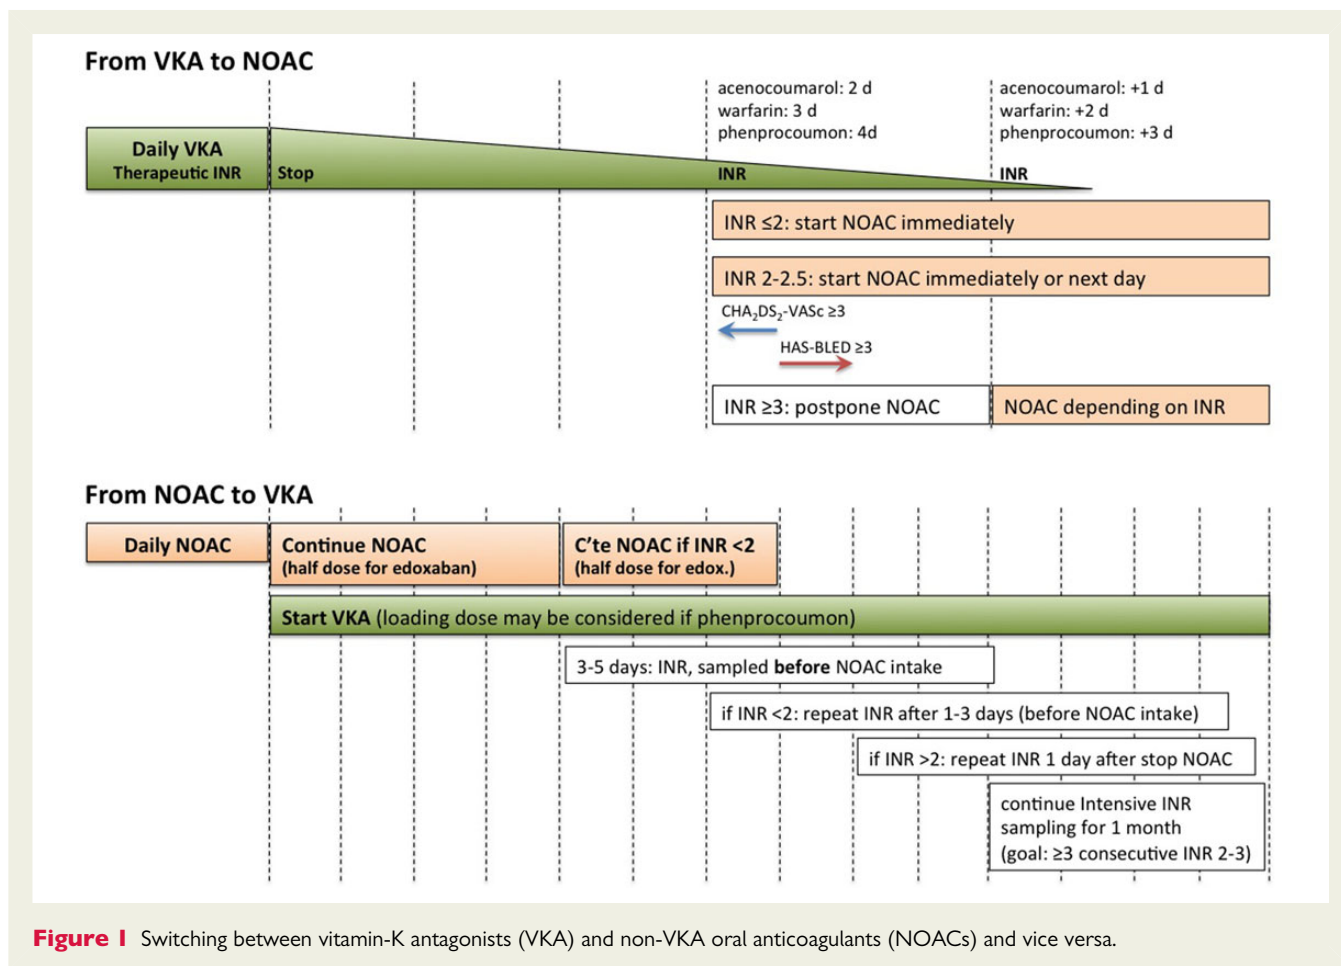 From VKA to NOAC
acenocoumarol: 2 d
warfarin: 3 d
phenprocoumon: 4d
acenocoumarol: +1 d
warfarin: +2 d
phenprocoumon: +3 d
Daily VKA
Therapeutic INR
Stop
INR
INR
INR ≤2: start NOAC immediately
INR 2-2.5: start NOAC immediately or next day
CHA₂DS₂-VASc ≥3
HAS-BLED ≥3
INR ≥3: postpone NOAC
NOAC depending on INR
From NOAC to VKA
Daily NOAC
Continue NOAC
(half dose for edoxaban)
C'te NOAC if INR <2
(half dose for edox.)
Start VKA (loading dose may be considered if phenprocoumon)
3-5 days: INR, sampled before NOAC intake
if INR <2: repeat INR after 1-3 days (before NOAC intake)
if INR >2: repeat INR 1 day after stop NOAC
continue Intensive INR
sampling for 1 month
(goal: ≥3 consecutive INR 2-3)
Figure 1 Switching between vitamin-K antagonists (VKA) and non-VKA oral anticoagulants (NOACs) and vice versa.